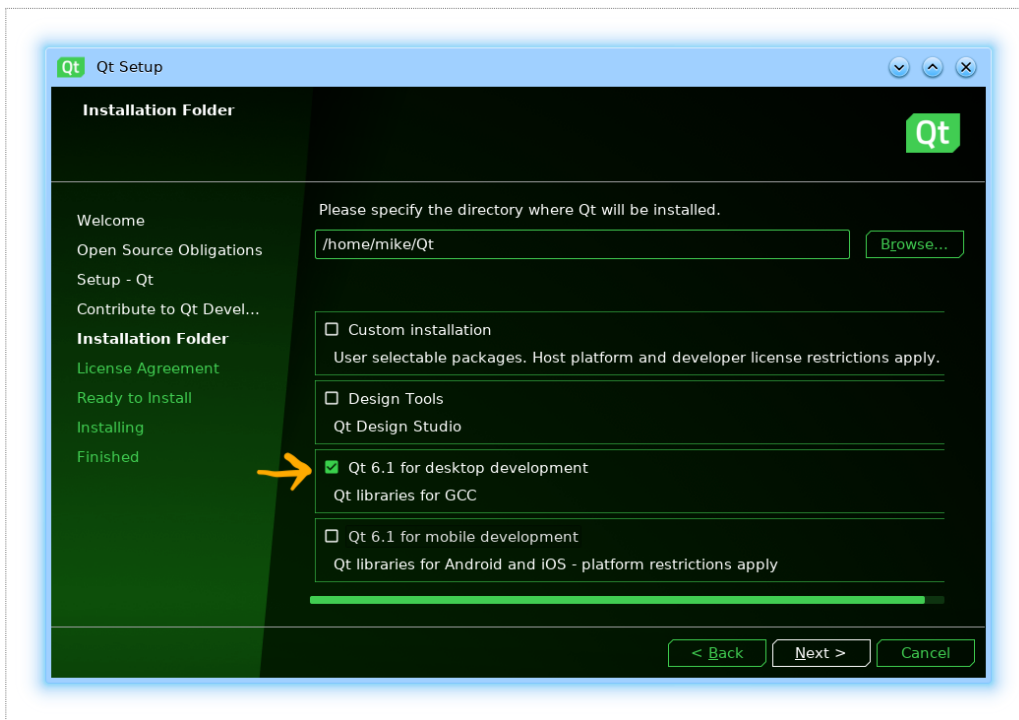 Qt Qt Setup
Installation Folder
Qt
Welcome
Open Source Obligations
Setup - Qt
Contribute to Qt Devel...
Installation Folder
License Agreement
Ready to Install
Installing
Finished
Please specify the directory where Qt will be installed.
/home/mike/Qt
Browse...
Custom installation
User selectable packages. Host platform and developer license restrictions apply.
Design Tools
Qt Design Studio
Qt 6.1 for desktop development
Qt libraries for GCC
Qt 6.1 for mobile development
Qt libraries for Android and iOS - platform restrictions apply
< Back
Next >
Cancel